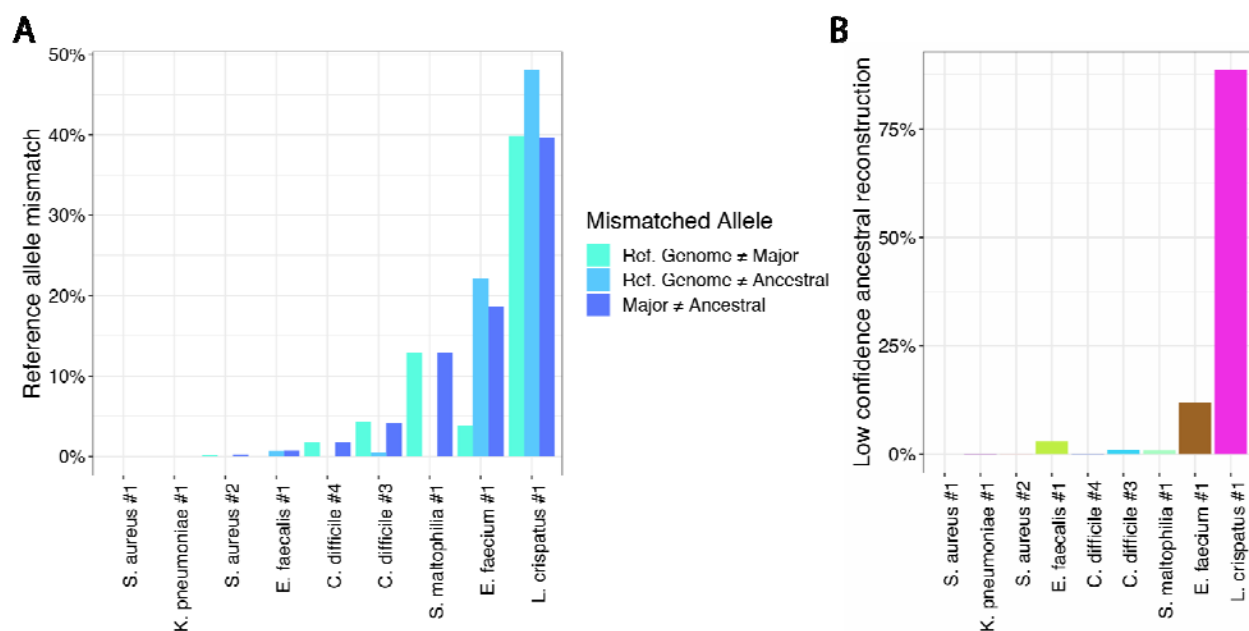 A
Reference allele mismatch
50%
40%
30%
20%
10%
0%
S. aureus #1
K. pneumoniae #1
S. aureus #2
E. faecalis #1
C. difficile #4
C. difficile #3
S. maltophilia #1
E. faecium #1
L. crispatus #1
Mismatched Allele
Ref. Genome ≠ Major
Ref. Genome ≠ Ancestral
Major ≠ Ancestral
B
Low confidence ancestral reconstruction
75%
50%
25%
0%
S. aureus #1
K. pneumoniae #1
S. aureus #2
E. faecalis #1
C. difficile #4
C. difficile #3
S. maltophilia #1
E. faecium #1
L. crispatus #1